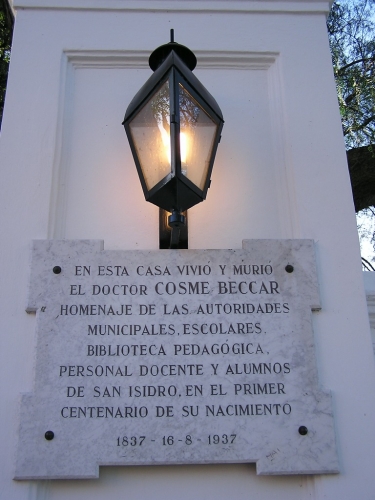 EN ESTA CASA VIVIÓ Y MURIÓ
EL DOCTOR COSME BECCAR
HOMENAJE DE LAS AUTORIDADES
MUNICIPALES, ESCOLARES.
BIBLIOTECA PEDAGÓGICA,
PERSONAL DOCENTE Y ALUMNOS
DE SAN ISIDRO, EN EL PRIMER
CENTENARIO DE SU NACIMIENTO
1837 - 16 - 8 - 1937